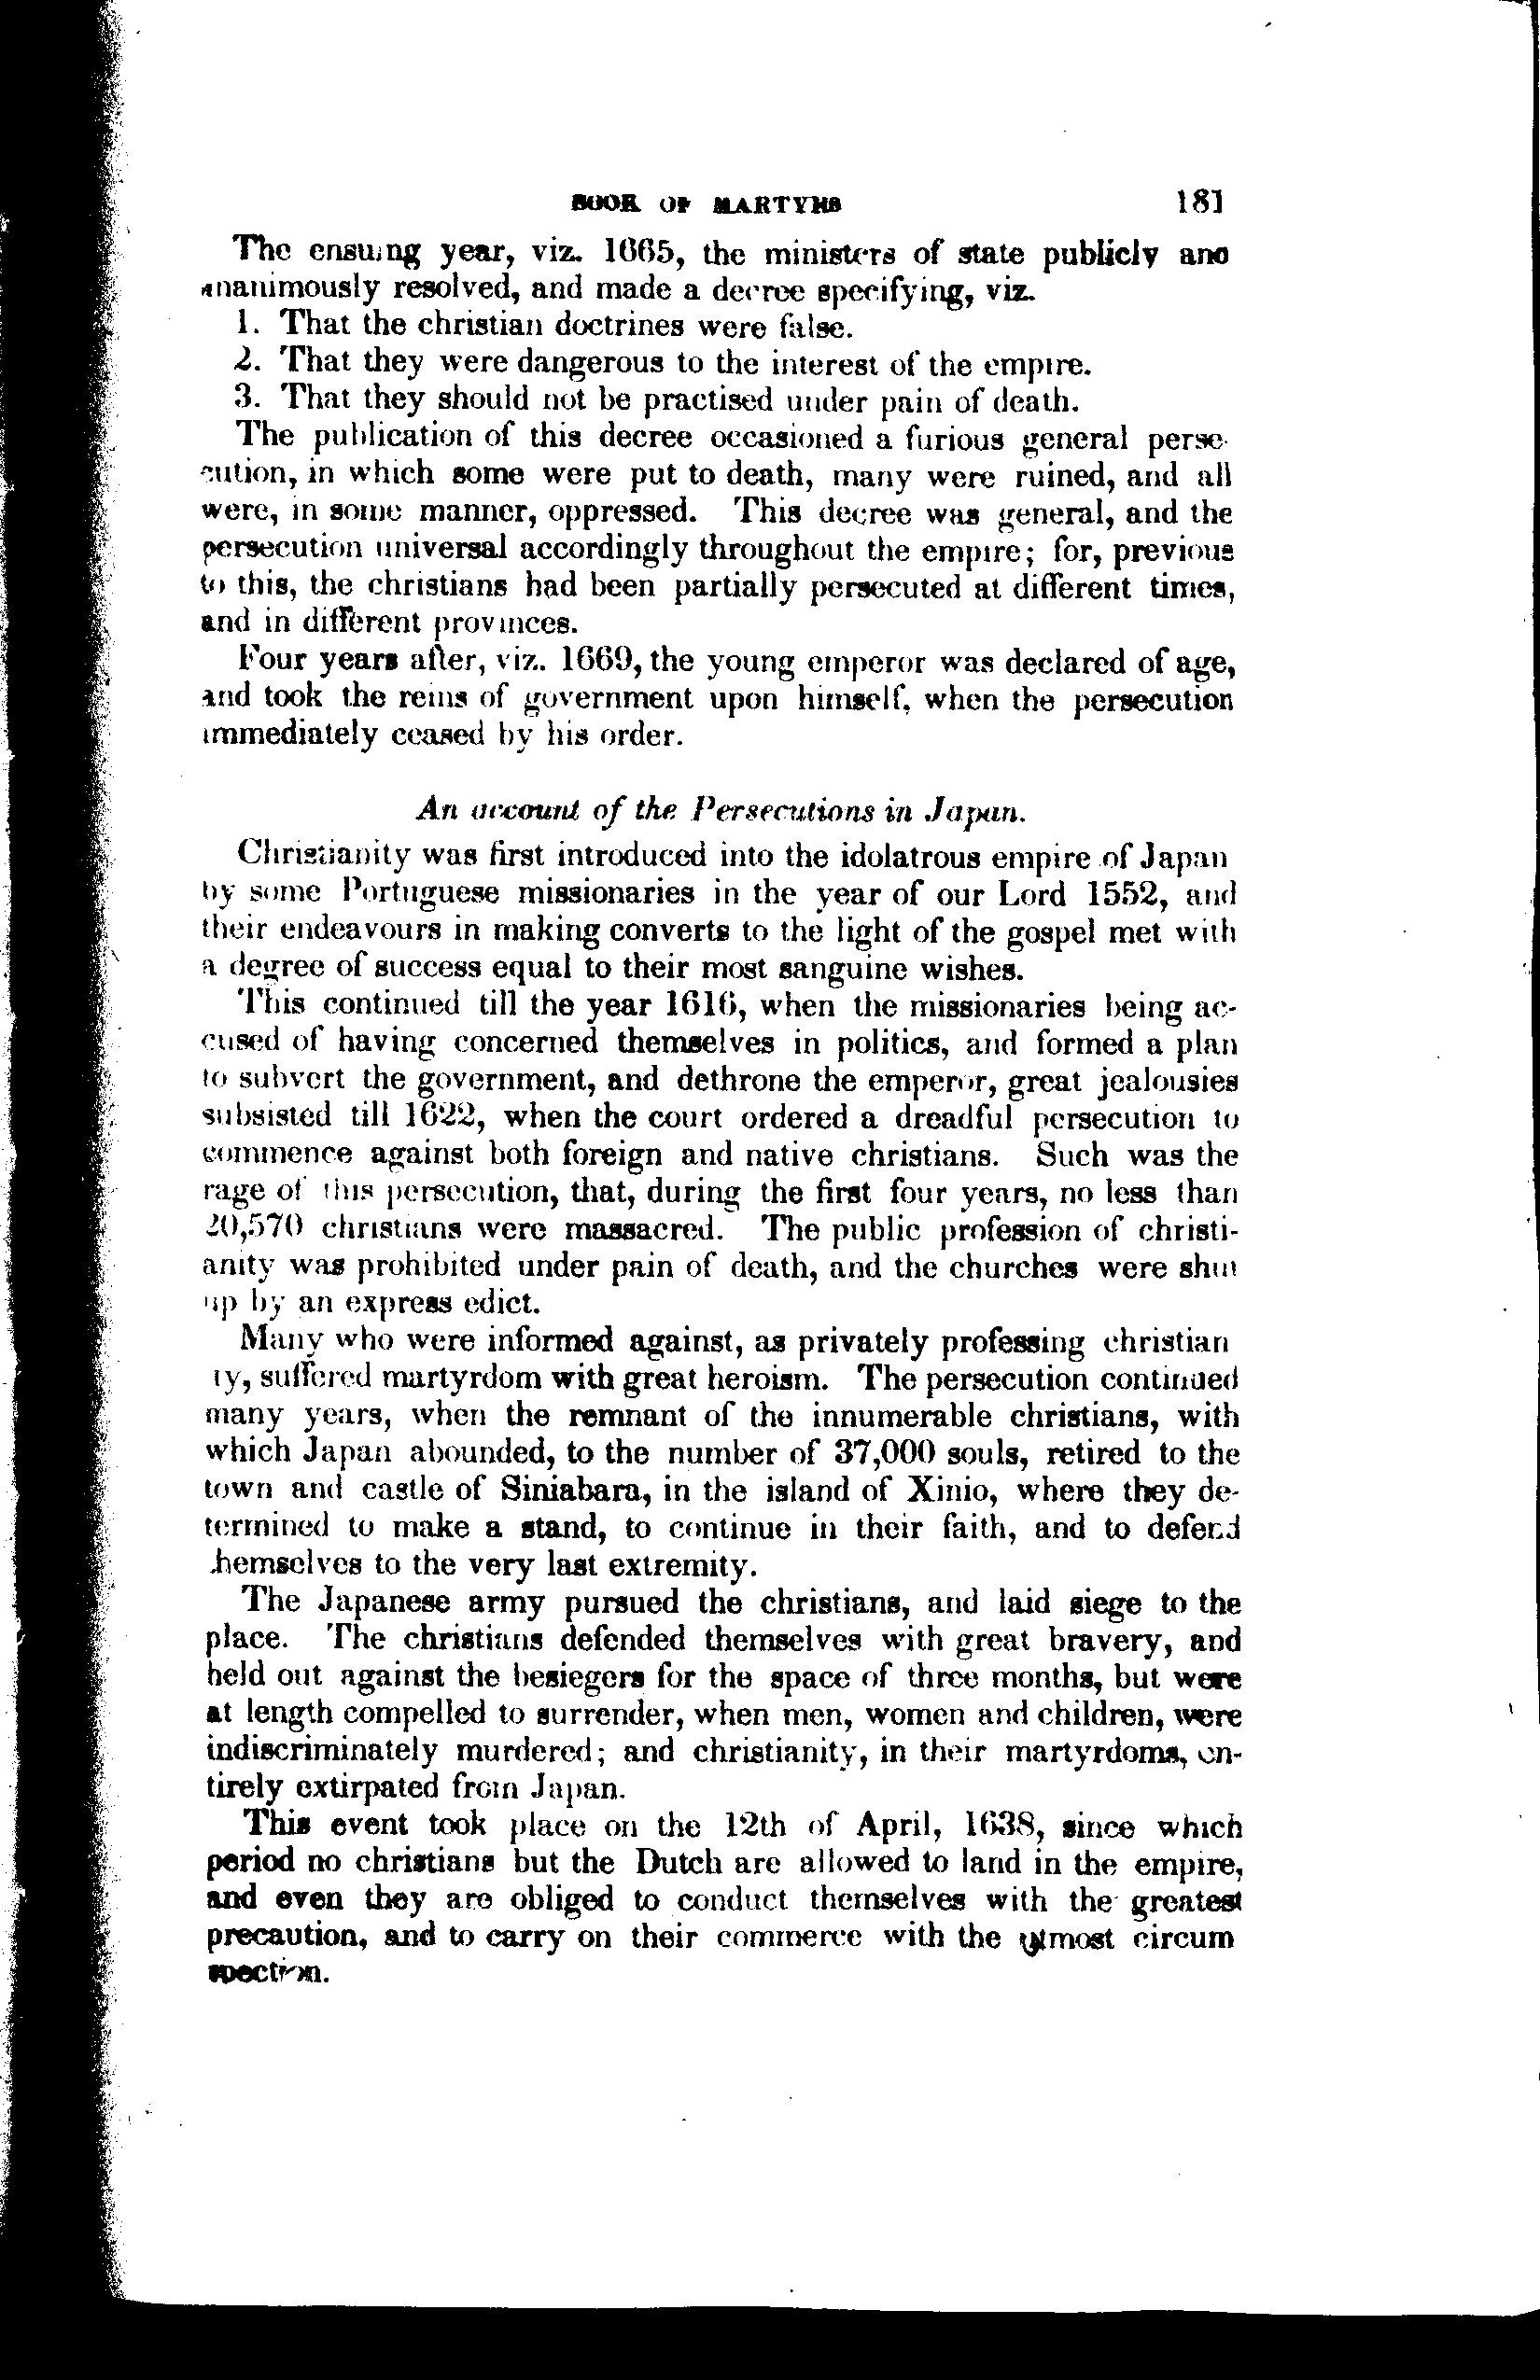 BOOK OF MARTYRS 181
The ensuing year, viz. 1665, the ministers of state publicly and
unanimously resolved, and made a decree specifying, viz.
1. That the christian doctrines were false.
2. That they were dangerous to the interest of the empire.
3. That they should not be practised under pain of death.
The publication of this decree occasioned a furious general perse-
cution, in which some were put to death, many were ruined, and all
were, in some manner, oppressed. This decree was general, and the
persecution universal accordingly throughout the empire; for, previous
to this, the christians had been partially persecuted at different times,
and in different provinces.
Four years after, viz. 1669, the young emperor was declared of age,
and took the reins of government upon himself, when the persecution
immediately ceased by his order.
An account of the Persecutions in Japan.
Christianity was first introduced into the idolatrous empire of Japan
by some Portuguese missionaries in the year of our Lord 1552, and
their endeavours in making converts to the light of the gospel met with
a degree of success equal to their most sanguine wishes.
This continued till the year 1616, when the missionaries being ac-
cused of having concerned themselves in politics, and formed a plan
to subvert the government, and dethrone the emperor, great jealousies
subsisted till 1622, when the court ordered a dreadful persecution to
commence against both foreign and native christians. Such was the
rage of this persecution, that, during the first four years, no less than
20,570 christians were massacred. The public profession of christi-
anity was prohibited under pain of death, and the churches were shut
up by an express edict.
Many who were informed against, as privately professing christian
ty, suffered martyrdom with great heroism. The persecution continued
many years, when the remnant of the innumerable christians, with
which Japan abounded, to the number of 37,000 souls, retired to the
town and castle of Siniabara, in the island of Xinio, where they de-
termined to make a stand, to continue in their faith, and to defend
themselves to the very last extremity.
The Japanese army pursued the christians, and laid siege to the
place. The christians defended themselves with great bravery, and
held out against the besiegers for the space of three months, but were
at length compelled to surrender, when men, women and children, were
indiscriminately murdered; and christianity, in their martyrdoms, en-
tirely extirpated from Japan.
This event took place on the 12th of April, 1638, since which
period no christians but the Dutch are allowed to land in the empire,
and even they are obliged to conduct themselves with the greatest
precaution, and to carry on their commerce with the utmost circum
spection.